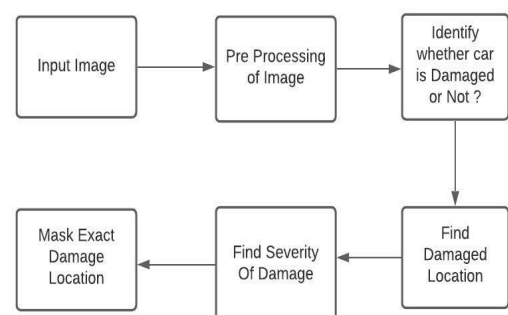 Input Image
Pre Processing
of Image
Identify
whether car
is Damaged
or Not ?
Find
Damaged
Location
Find Severity
Of Damage
Mask Exact
Damage
Location